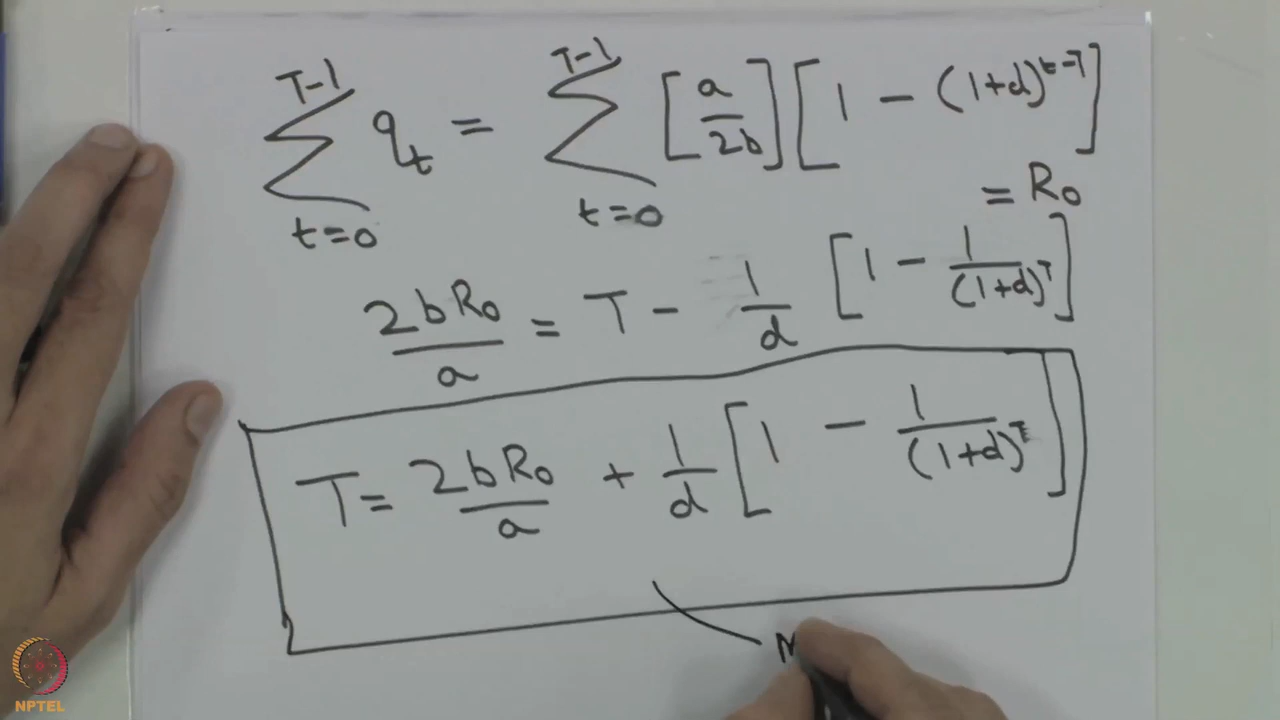 T-1 ∑ t=0 q_t = T-1 ∑ t=0 [a/2b] [1 - (1+d)^{t-T}]
= R₀
2bR₀/a = T - 1/d [1 - 1/(1+d)^T]
T = 2bR₀/a + 1/d [1 - 1/(1+d)^T]
NPTEL